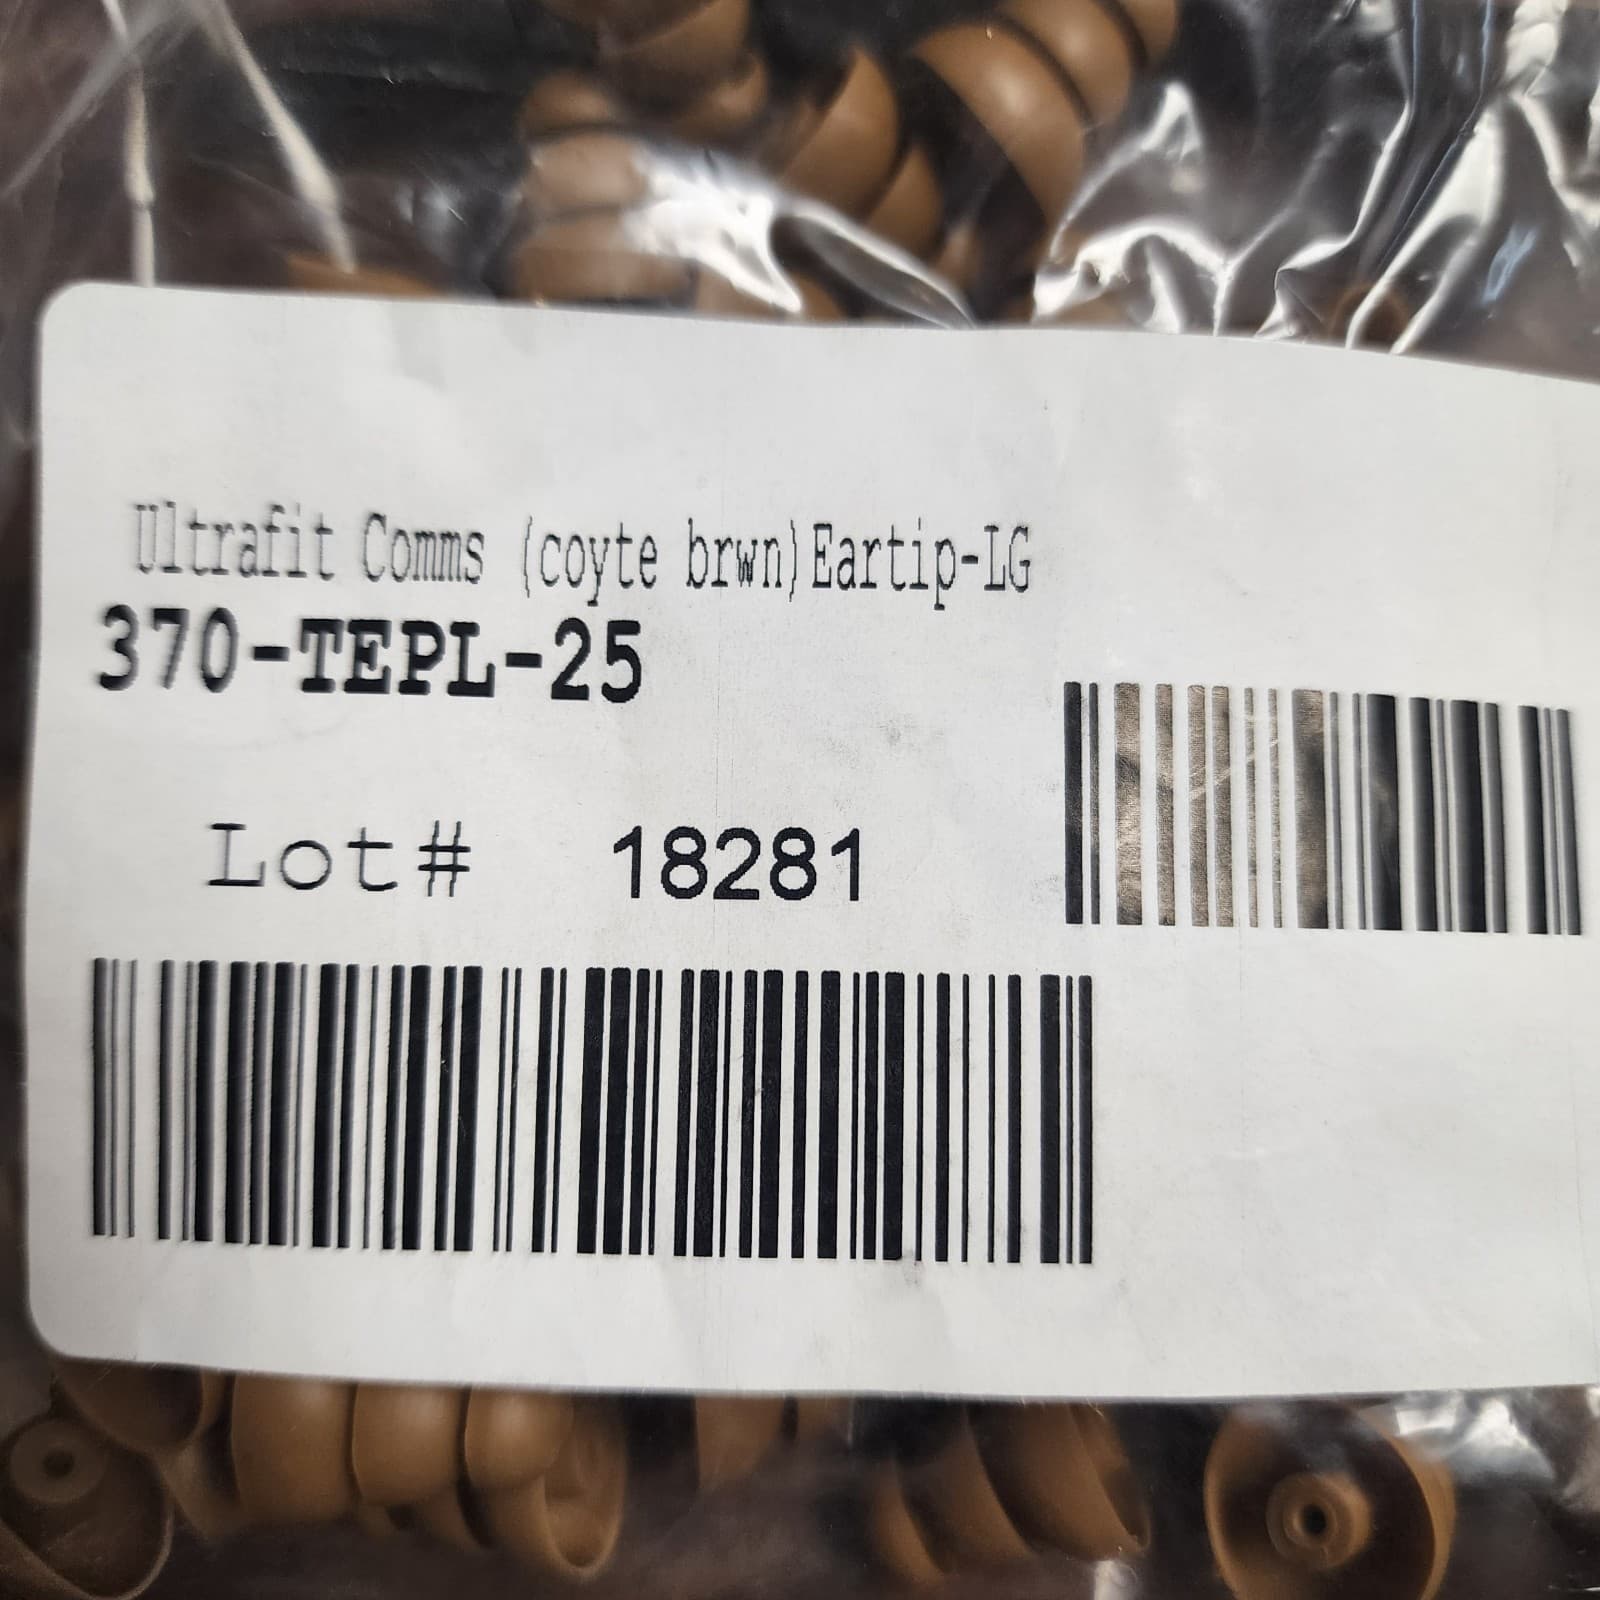 Ultrafit Comms (coyte brwn)Eartip-LG
370-TEPL-25
Lot# 18281